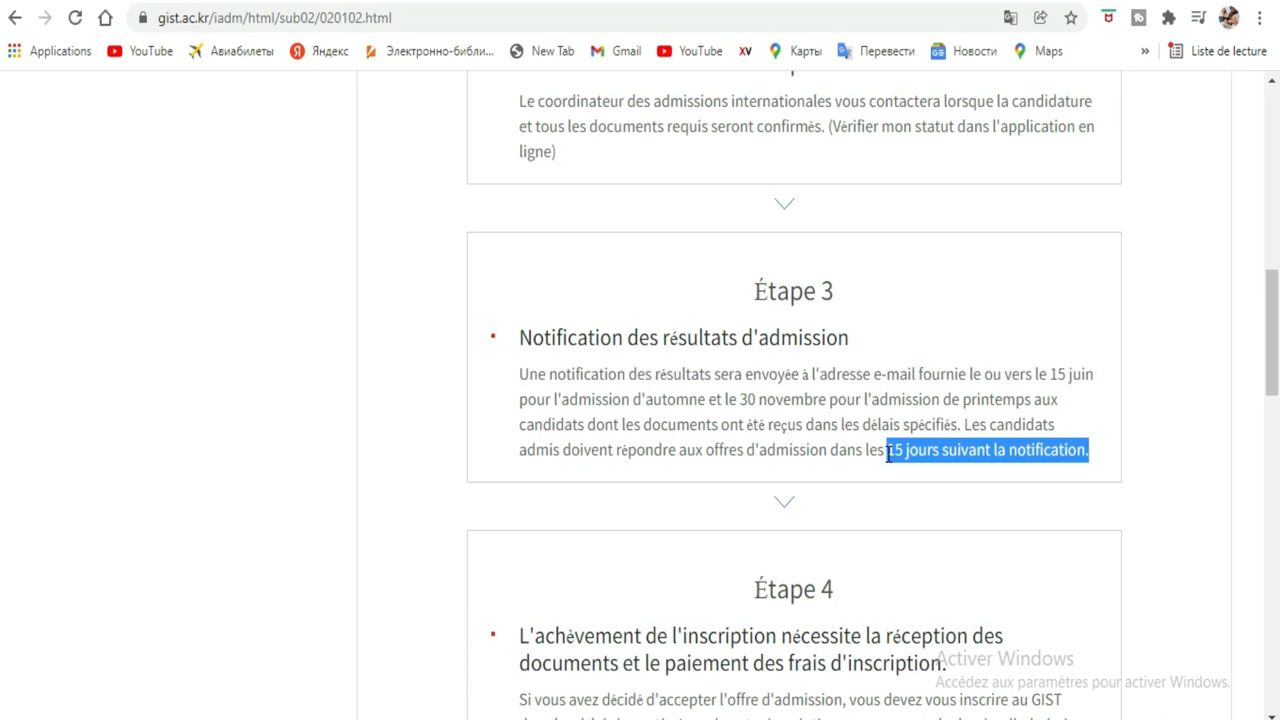 gist.ac.kr/iadm/html/sub02/020102.html
Applications YouTube Авиабилеты Яндекс Электронно-библи... New Tab Gmail YouTube XV Карты Перевести Новости Maps » Liste de lecture
Le coordinateur des admissions internationales vous contactera lorsque la candidature
et tous les documents requis seront confirmés. (Vérifier mon statut dans l'application en
ligne)
Étape 3
Notification des résultats d'admission
Une notification des résultats sera envoyée à l'adresse e-mail fournie le ou vers le 15 juin
pour l'admission d'automne et le 30 novembre pour l'admission de printemps aux
candidats dont les documents ont été reçus dans les délais spécifiés. Les candidats
admis doivent répondre aux offres d'admission dans les 15 jours suivant la notification.
Étape 4
L'achèvement de l'inscription nécessite la réception des
documents et le paiement des frais d'inscription.
Activer Windows
Accédez aux paramètres pour activer Windows.
Si vous avez décidé d'accepter l'offre d'admission, vous devez vous inscrire au GIST